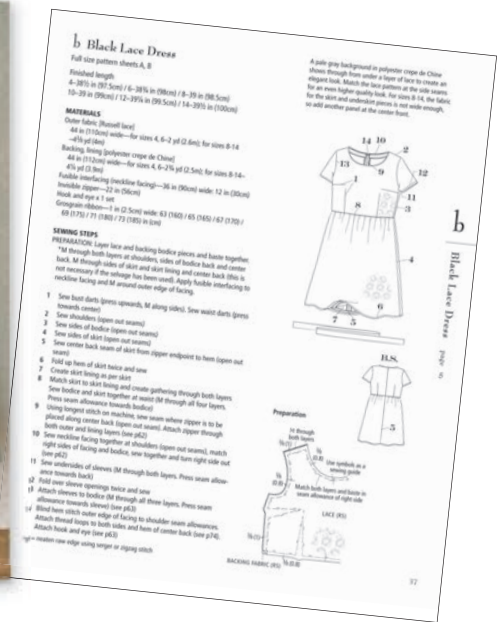 b Black Lace Dress
Full size pattern sheets A, B
Finished length
4–38½ in (97.5cm) / 6–38¾ in (98cm) / 8–39 in (98.5cm)
10–39 in (99cm) / 12–39¼ in (99.5cm) / 14–29½ in (100cm)
MATERIALS
Outer fabric [Russell lace]
44 in (110cm) wide—for sizes 4, 6–2 yd (2.6m); for sizes 8-14
–4⅓ yd (4m)
Backing, lining [polyester crepe de Chine]
44 in (112cm) wide—for sizes 4, 6–2¾ yd (2.5m); for sizes 8-14–
yd (3.9m)
Fusible interfacing (neckline facing)—36 in (90cm) wide: 12 in (30cm)
Invisible zipper—22 in (56cm)
Hook and eye x 1 set
Grosgrain ribbon—1 in (2.5cm) wide: 63 (160) / 65 (165) / 67 (170) /
69 (175) / 71 (180) / 73 (185) in (cm)
SEWING STEPS
PREPARATION: Layer lace and backing bodice pieces and baste together.
*M through both layers at shoulders, sides of bodice back and center
back. M through sides of skirt and skirt lining and center back (this is
not necessary if the selvage has been used). Apply fusible interfacing to
neckline facing and M around outer edge of facing.
1 Sew bust darts (press upwards, M along sides). Sew waist darts (press
towards center)
2 Sew shoulders (open out seams)
3 Sew sides of bodice (open out seams)
4 Sew sides of skirt (open out seams)
5 Sew center back seam of skirt from zipper endpoint to hem (open out
seam)
6 Fold up hem of skirt twice and sew
7 Create skirt lining as per skirt
8 Match skirt to skirt lining and create gathering through both layers
Sew bodice and skirt together at waist (M through all four layers.
Press seam allowance towards bodice)
9 Using longest stitch on machine, sew seam where zipper is to be
placed along center back (open out seam). Attach zipper through
both outer and lining layers (see p62)
10 Sew neckline facing together at shoulders (open out seams), match
right sides of facing and bodice, sew together and turn right side out
(see p62)
11 Sew undersides of sleeves (M through both layers. Press seam allow-
ance towards back)
12 Fold over sleeve openings twice and sew
13 Attach sleeves to bodice (M through all three layers. Press seam
allowance towards sleeve) (see p63)
14 Blind hem stitch outer edge of facing to shoulder seam allowances.
Attach thread loops to both sides and hem of center back (see p74).
Attach hook and eye (see p63)
= neaten raw edge using serger or zigzag stitch
A pale gray background in polyester crepe de Chine
shows through from under a layer of lace to create an
elegant look. Match the lace pattern at the side seams
for an even higher quality look. For sizes 8-14, the fabric
for the skirt and underskirt pieces is not wide enough,
so add another panel at the center front.
14 10
2
13
9
12
1
11
8
3
4
6
7 5
B.S.
5
b
Black Lace Dress
page 6
Preparation
M through
both layers
Use symbols as a
sewing guide
Match both layers and baste in
seam allowance of right side
LACE (RS)
BACKING FABRIC (RS)
37